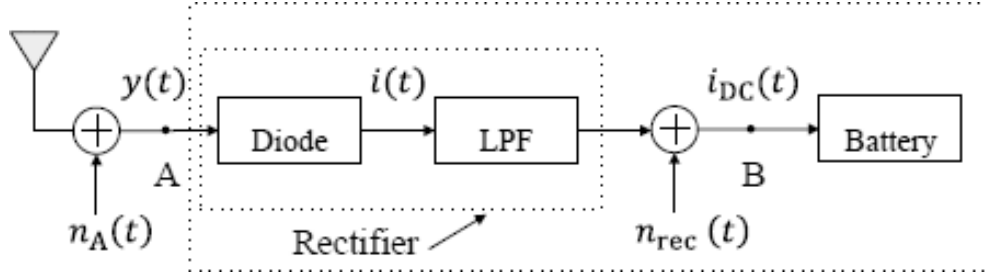 y(t)
i(t)
i_DC(t)
Diode
LPF
Battery
A
B
n_A(t)
n_rec (t)
Rectifier